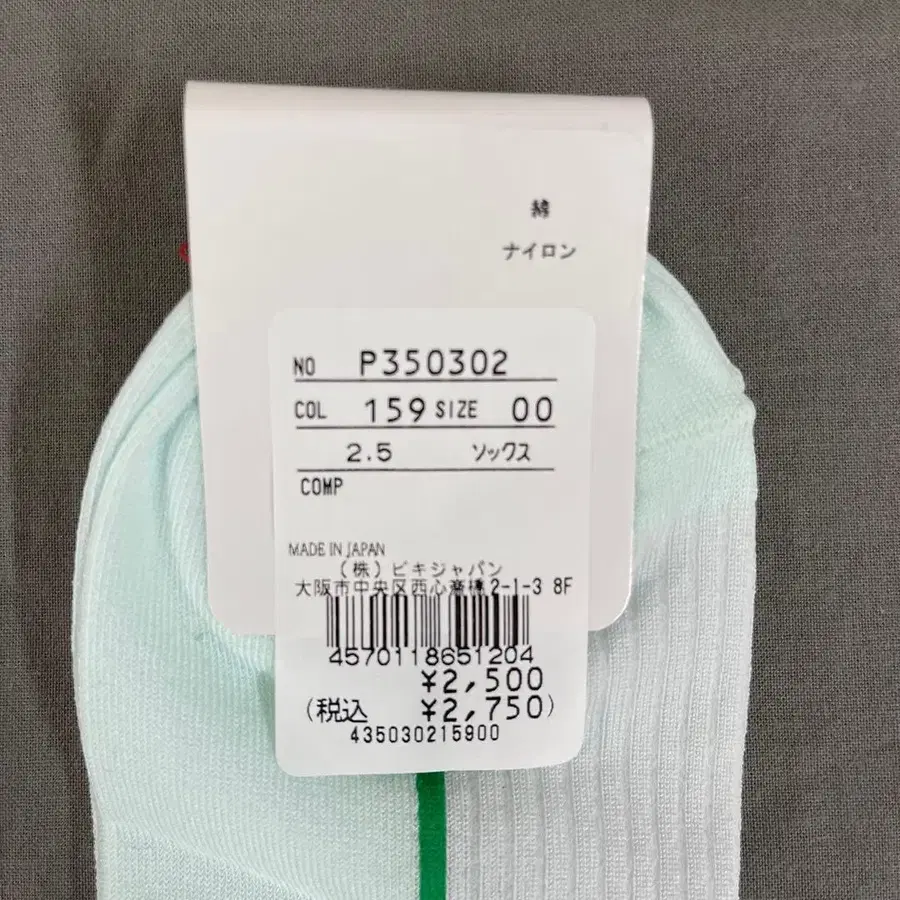 綿
ナイロン
NO P350302
COL 159 SIZE 00
2.5 ソックス
COMP
MADE IN JAPAN
(株)ビキジャパン
大阪市中央区西心斎橋2-1-3 8F
4570118651204
¥2,500
(税込 ¥2,750)
435030215900